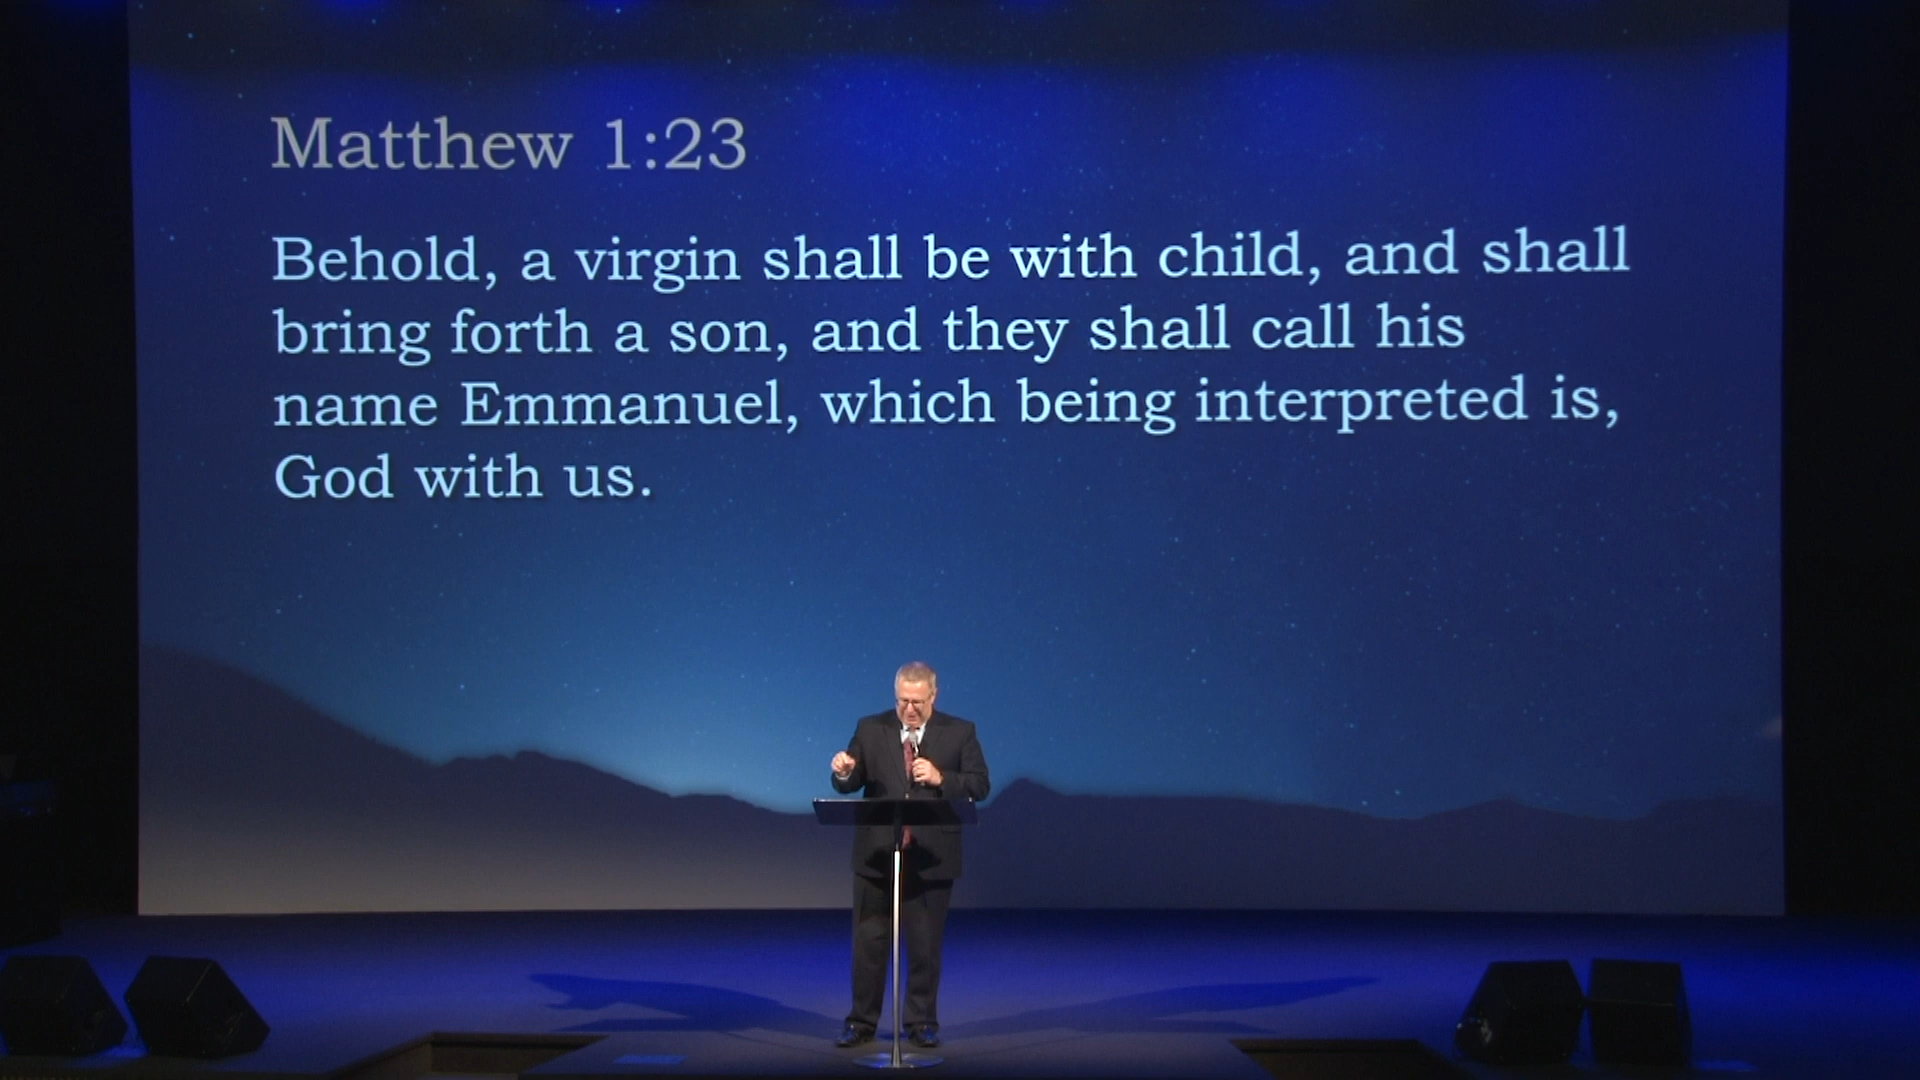 Matthew 1:23
Behold, a virgin shall be with child, and shall
bring forth a son, and they shall call his
name Emmanuel, which being interpreted is,
God with us.